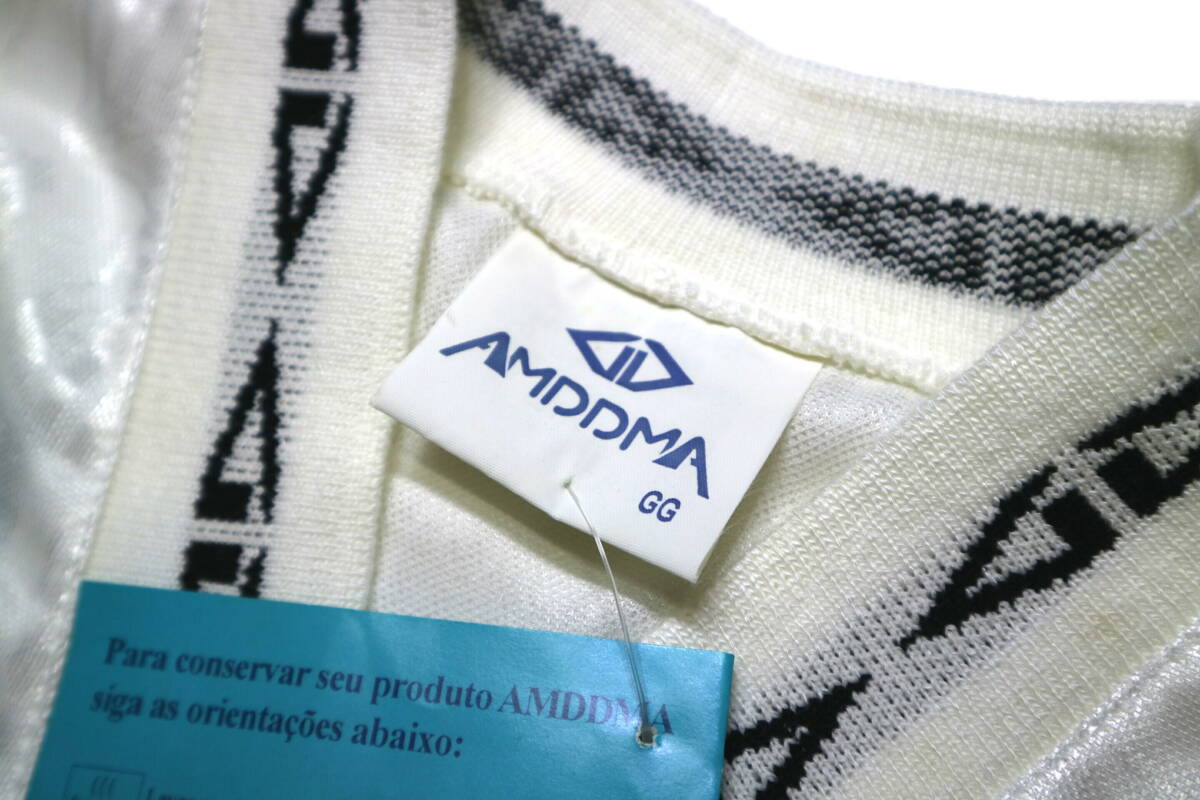 AMDDMA
GG
Para conservar seu produto AMDDMA
siga as orientações abaixo: